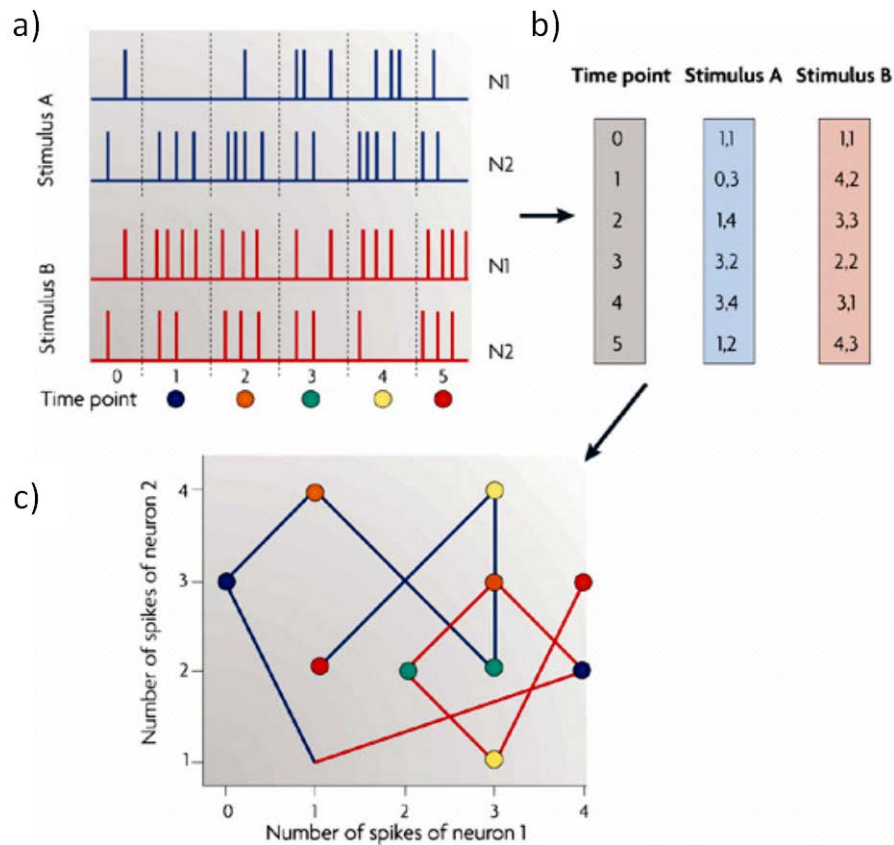 a)
Stimulus A
N1
N2
Stimulus B
N1
N2
0 1 2 3 4 5
Time point
b)
Time point Stimulus A Stimulus B
0 1,1 1,1
1 0,3 4,2
2 1,4 3,3
3 3,2 2,2
4 3,4 3,1
5 1,2 4,3
c)
Number of spikes of neuron 2
4
3
2
1
0 1 2 3 4
Number of spikes of neuron 1